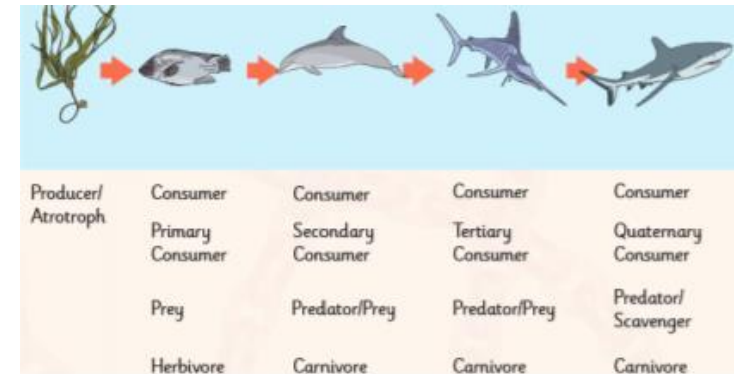 Producer/ Consumer Consumer Consumer Consumer
Atrotroph
Primary Secondary Tertiary Quaternary
Consumer Consumer Consumer Consumer
Prey Predator/Prey Predator/Prey Predator/
Scavenger
Herbivore Carnivore Carnivore Carnivore